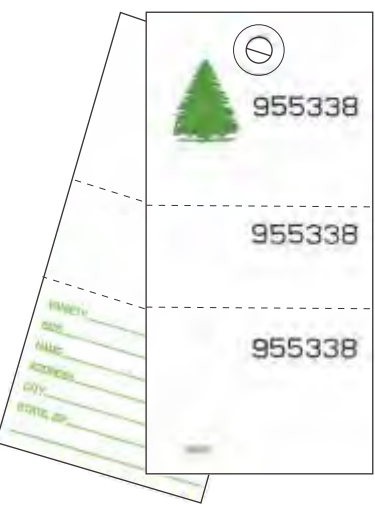 955338
955338
955338
VARIETY
SIZE
NAME
ADDRESS
CITY
STATE, ZIP